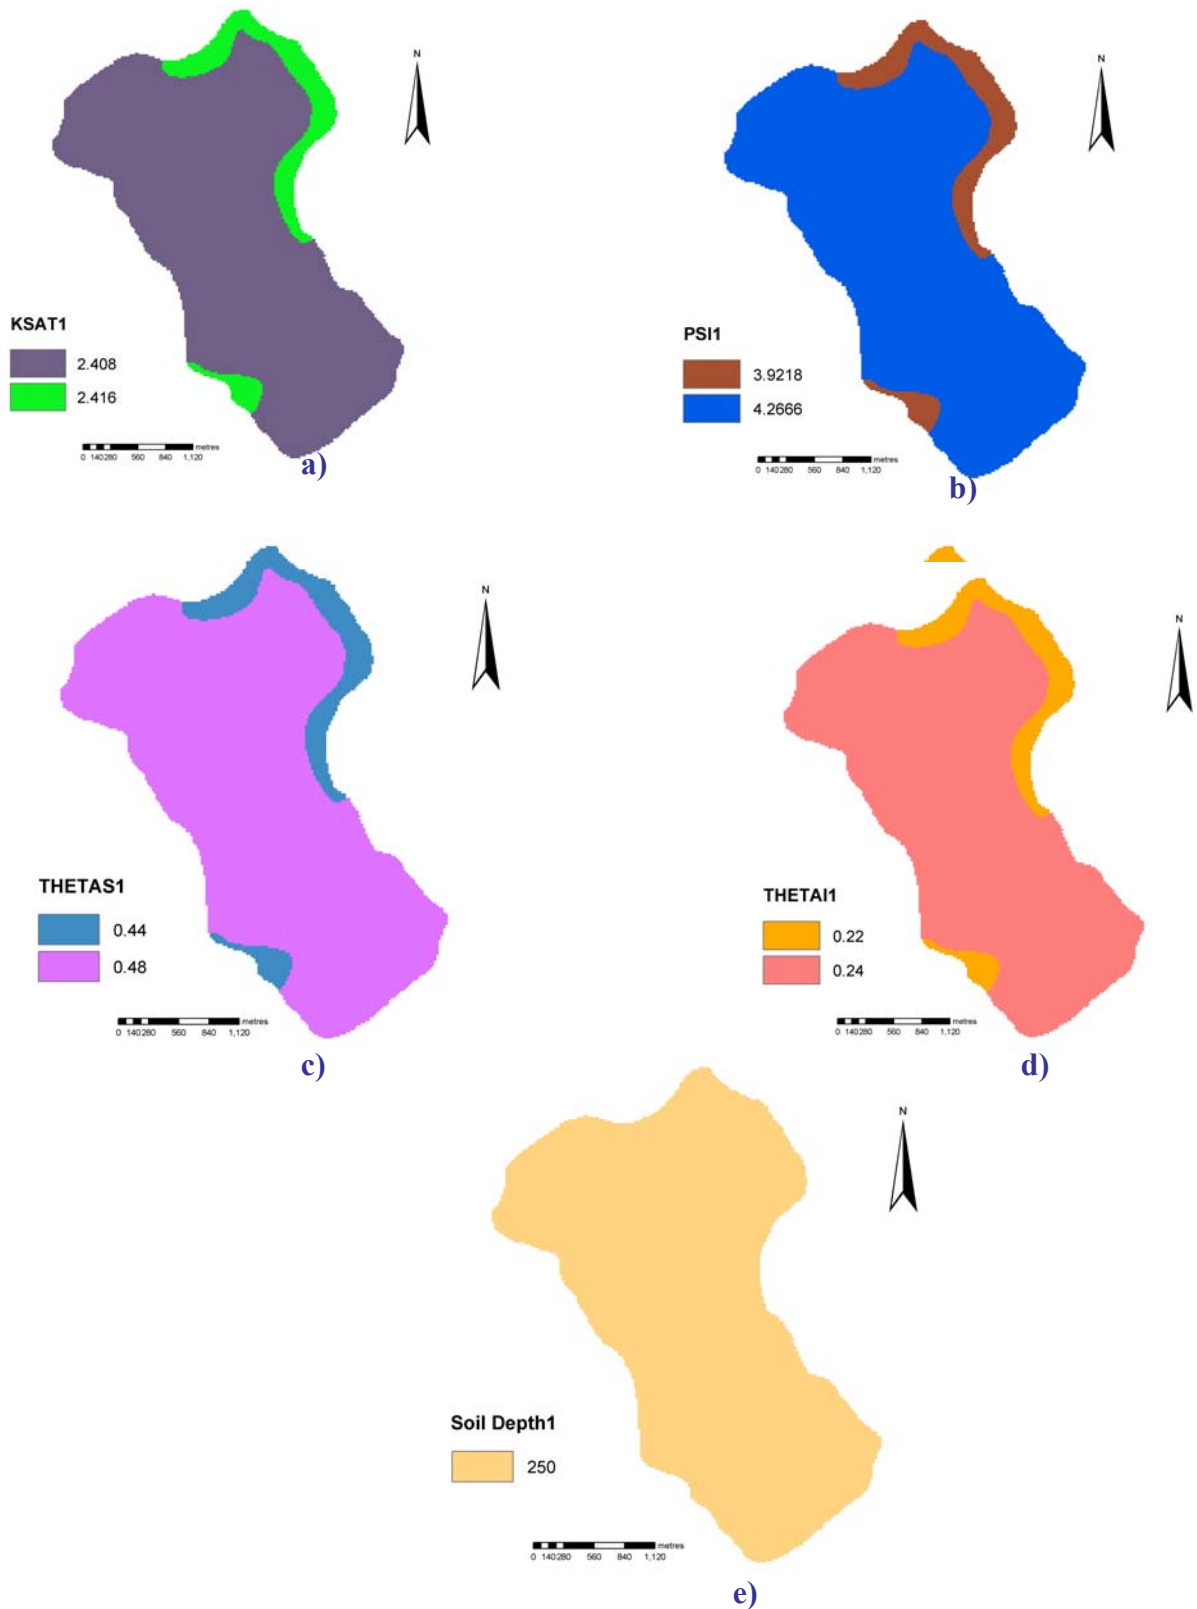 N
KSAT1
2.408
2.416
metres
0 140 280 560 840 1,120
a)
N
PSI1
3.9218
4.2666
metres
0 140 280 560 840 1,120
b)
N
THETAS1
0.44
0.48
metres
0 140 280 560 840 1,120
c)
N
THETAI1
0.22
0.24
metres
0 140 280 560 840 1,120
d)
N
Soil Depth1
250
metres
0 140 280 560 840 1,120
e)